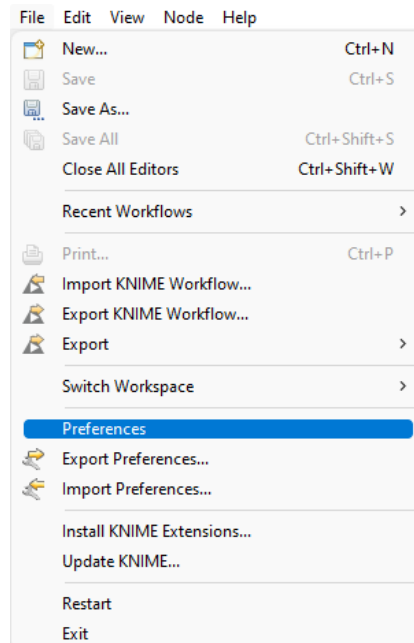 File Edit View Node Help
New... Ctrl+N
Save Ctrl+S
Save As...
Save All Ctrl+Shift+S
Close All Editors Ctrl+Shift+W
Recent Workflows
Print... Ctrl+P
Import KNIME Workflow...
Export KNIME Workflow...
Export
Switch Workspace
Preferences
Export Preferences...
Import Preferences...
Install KNIME Extensions...
Update KNIME...
Restart
Exit